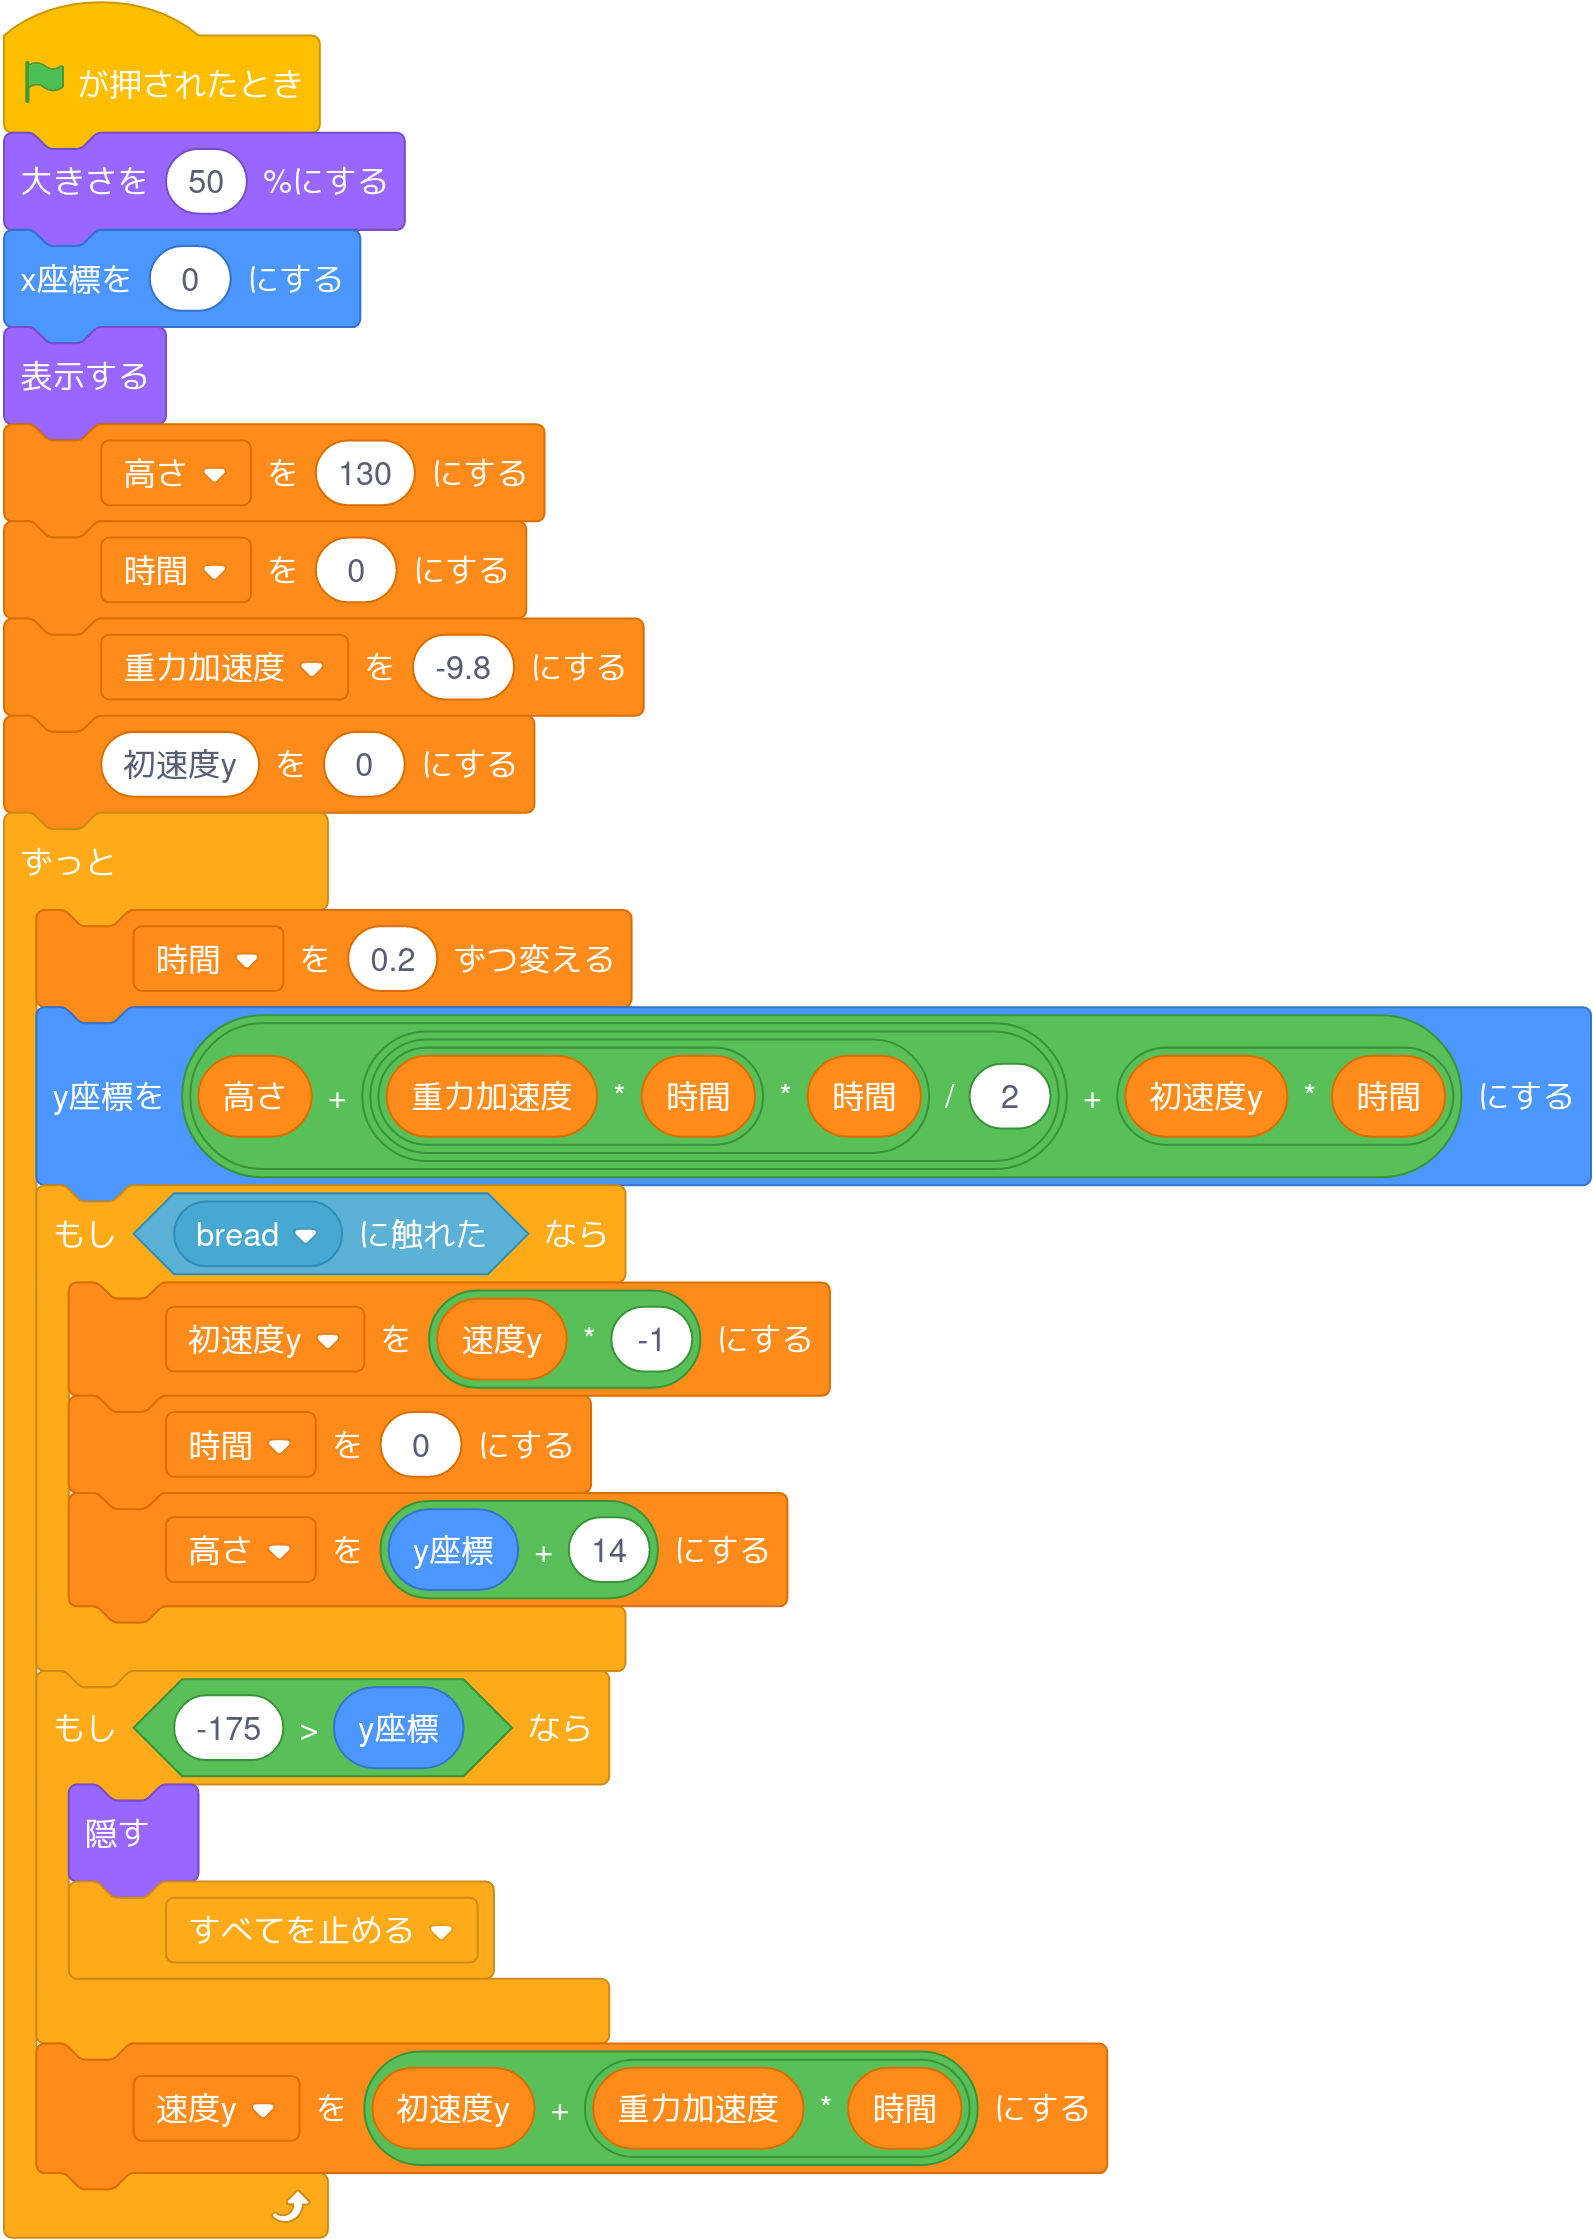 が押されたとき
大きさを 50 %にする
x座標を 0 にする
表示する
高さ を 130 にする
時間 を 0 にする
重力加速度 を -9.8 にする
初速度y を 0 にする
ずっと
時間 を 0.2 ずつ変える
y座標を 高さ + 重力加速度 * 時間 * 時間 / 2 + 初速度y * 時間 にする
もし bread に触れた なら
初速度y を 速度y * -1 にする
時間 を 0 にする
高さ を y座標 + 14 にする
もし -175 > y座標 なら
隠す
すべてを止める
速度y を 初速度y + 重力加速度 * 時間 にする